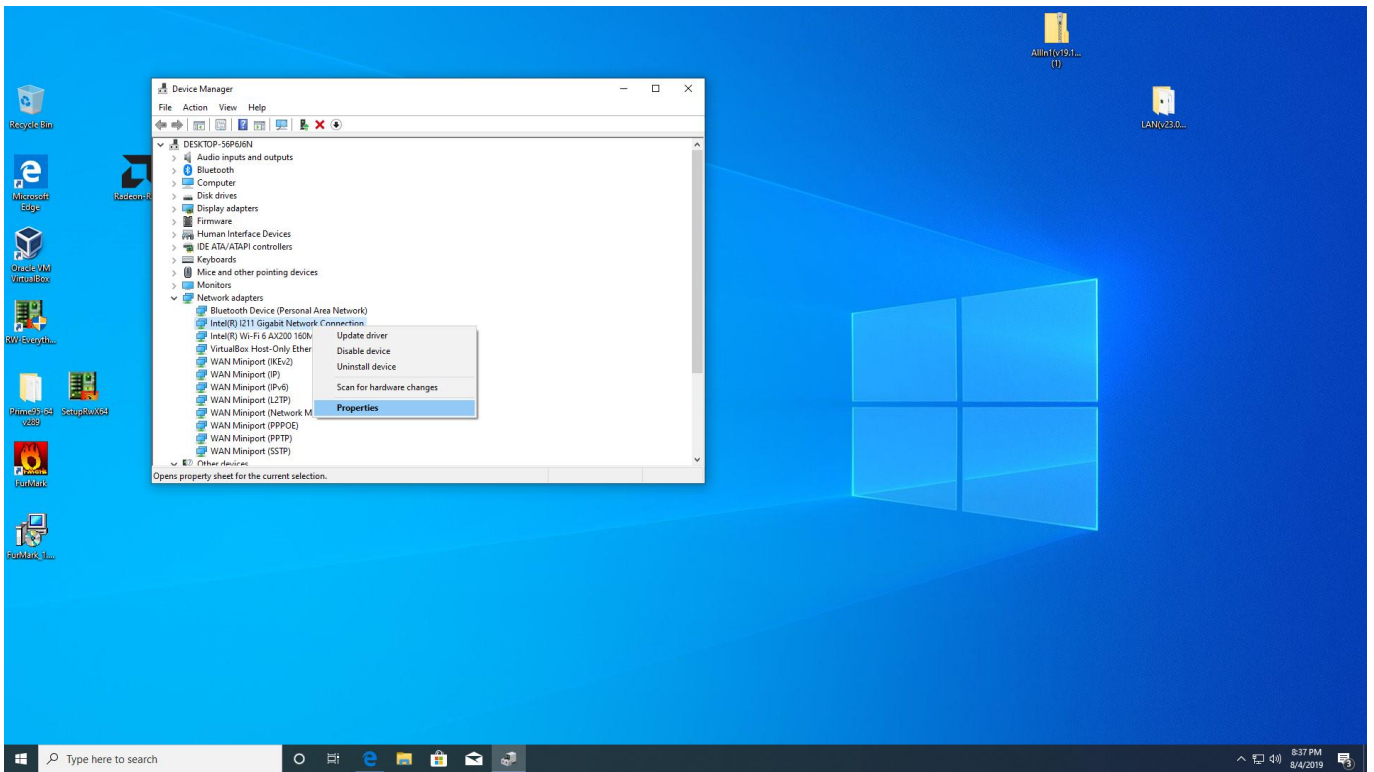 AllIn1(v19.1...
(1)
LAN(v23.0...
Recycle Bin
Microsoft
Edge
Radeon-R
Oracle VM
VirtualBox
RW-Everyth...
Prime95-64
v289
SetupRwX64
FurMark
FurMark_1....
Device Manager
File Action View Help
DESKTOP-56P6J6N
Audio inputs and outputs
Bluetooth
Computer
Disk drives
Display adapters
Firmware
Human Interface Devices
IDE ATA/ATAPI controllers
Keyboards
Mice and other pointing devices
Monitors
Network adapters
Bluetooth Device (Personal Area Network)
Intel(R) I211 Gigabit Network Connection
Intel(R) Wi-Fi 6 AX200 160M
VirtualBox Host-Only Ether
WAN Miniport (IKEv2)
WAN Miniport (IP)
WAN Miniport (IPv6)
WAN Miniport (L2TP)
WAN Miniport (Network M
WAN Miniport (PPPOE)
WAN Miniport (PPTP)
WAN Miniport (SSTP)
Other devices
Update driver
Disable device
Uninstall device
Scan for hardware changes
Properties
Opens property sheet for the current selection.
Type here to search
8:37 PM
8/4/2019
3